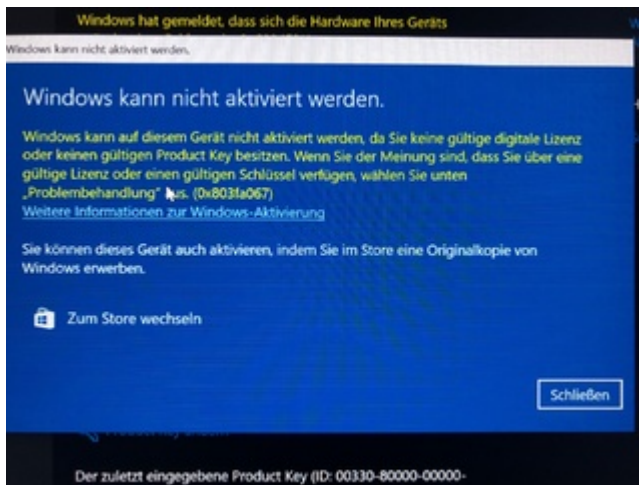 Windows hat gemeldet, dass sich die Hardware Ihres Geräts
Windows kann nicht aktiviert werden.
Windows kann nicht aktiviert werden.
Windows kann auf diesem Gerät nicht aktiviert werden, da Sie keine gültige digitale Lizenz
oder keinen gültigen Product Key besitzen. Wenn Sie der Meinung sind, dass Sie über eine
gültige Lizenz oder einen gültigen Schlüssel verfügen, wählen Sie unten
„Problembehandlung“ aus. (0x803fa067)
Weitere Informationen zur Windows-Aktivierung
Sie können dieses Gerät auch aktivieren, indem Sie im Store eine Originalkopie von
Windows erwerben.
Zum Store wechseln
Schließen
Der zuletzt eingegebene Product Key (ID: 00330-80000-00000-